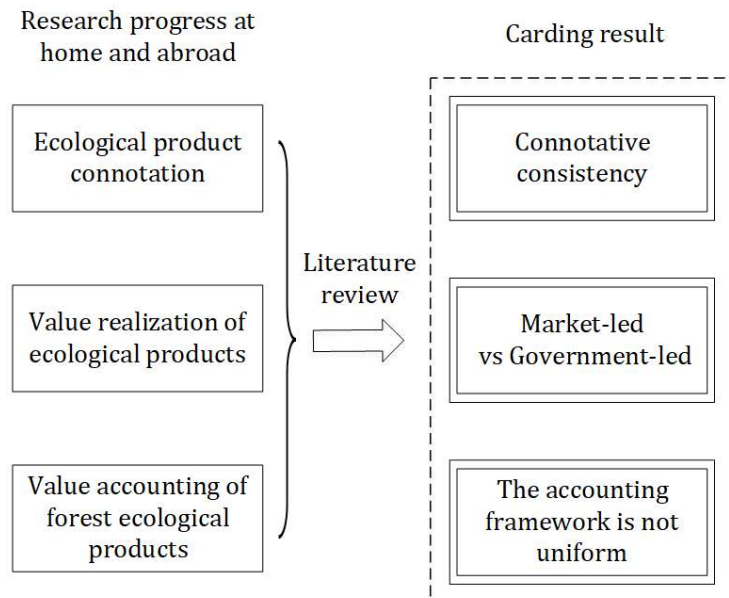 Research progress at
home and abroad
Ecological product
connotation
Value realization of
ecological products
Value accounting of
forest ecological
products
Literature
review
Carding result
Connotative
consistency
Market-led
vs Government-led
The accounting
framework is not
uniform